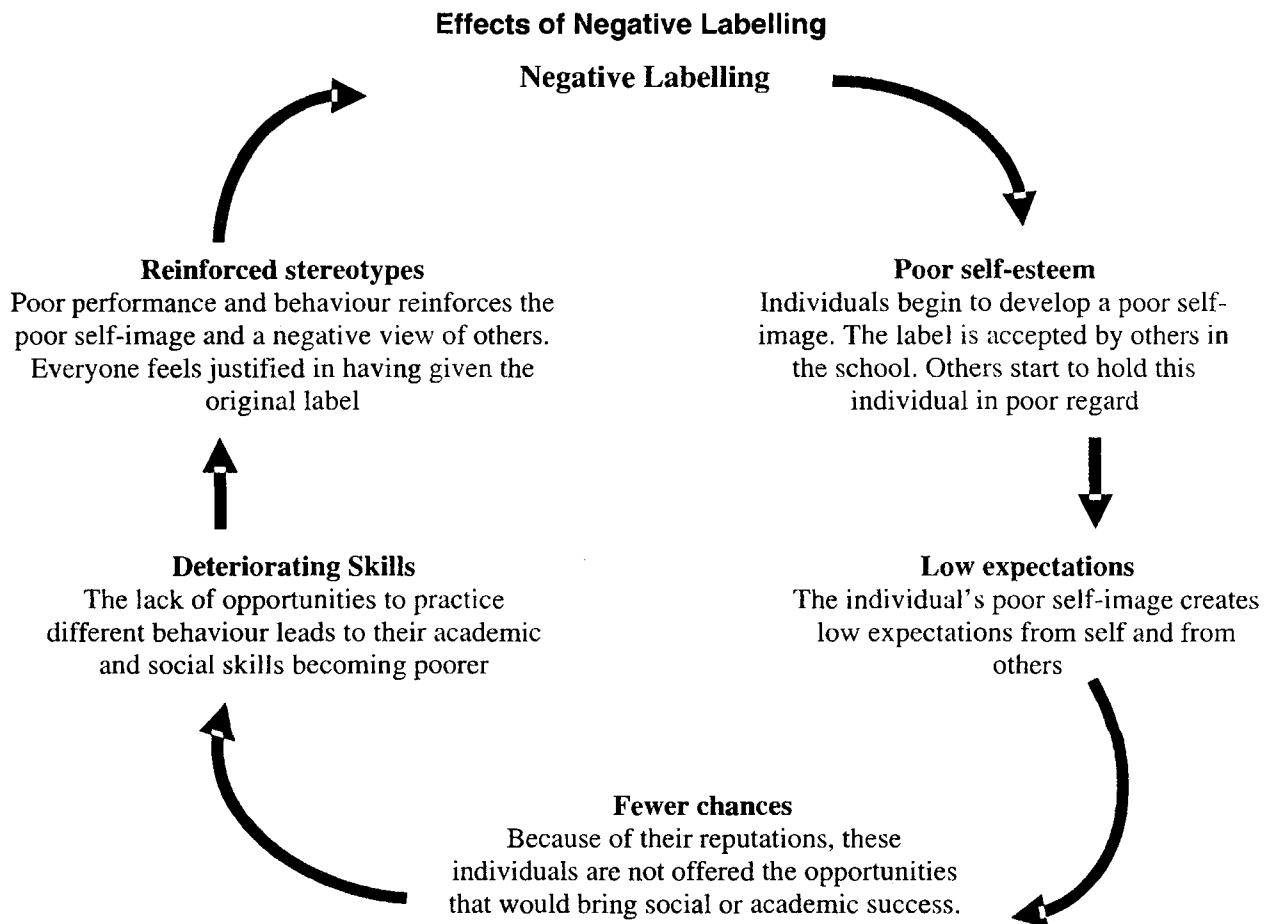 Effects of Negative Labelling
Negative Labelling
Poor self-esteem
Individuals begin to develop a poor self-
image. The label is accepted by others in
the school. Others start to hold this
individual in poor regard
Low expectations
The individual's poor self-image creates
low expectations from self and from
others
Fewer chances
Because of their reputations, these
individuals are not offered the opportunities
that would bring social or academic success.
Deteriorating Skills
The lack of opportunities to practice
different behaviour leads to their academic
and social skills becoming poorer
Reinforced stereotypes
Poor performance and behaviour reinforces the
poor self-image and a negative view of others.
Everyone feels justified in having given the
original label